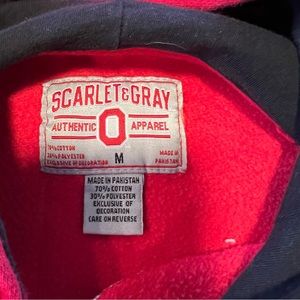 SCARLET & GRAY
AUTHENTIC O APPAREL
70% COTTON
30% POLYESTER
EXCLUSIVE OF DECORATION
M
MADE IN
PAKISTAN
MADE IN PAKISTAN
70% COTTON
30% POLYESTER
EXCLUSIVE OF
DECORATION
CARE ON REVERSE